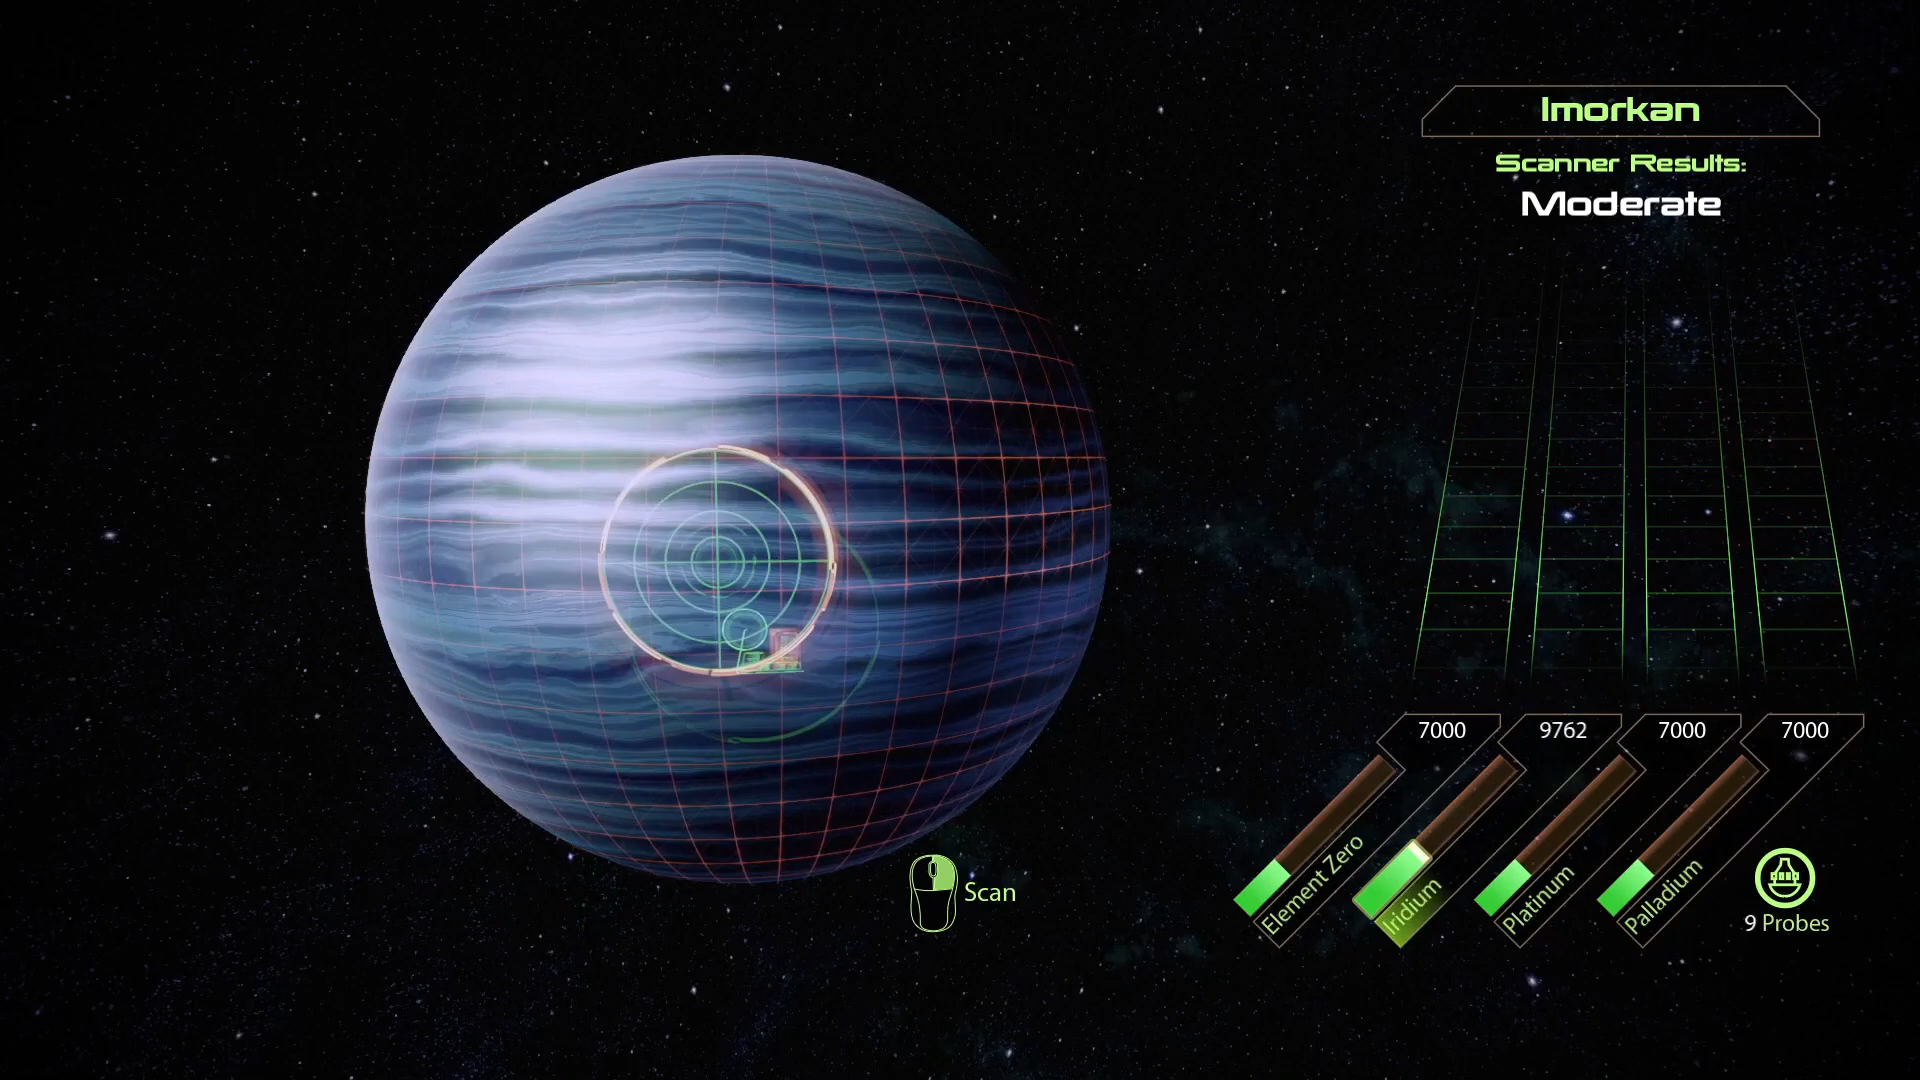 Imorkan
Scanner Results:
Moderate
7000
9762
7000
7000
Element Zero
Iridium
Platinum
Palladium
9 Probes
Scan